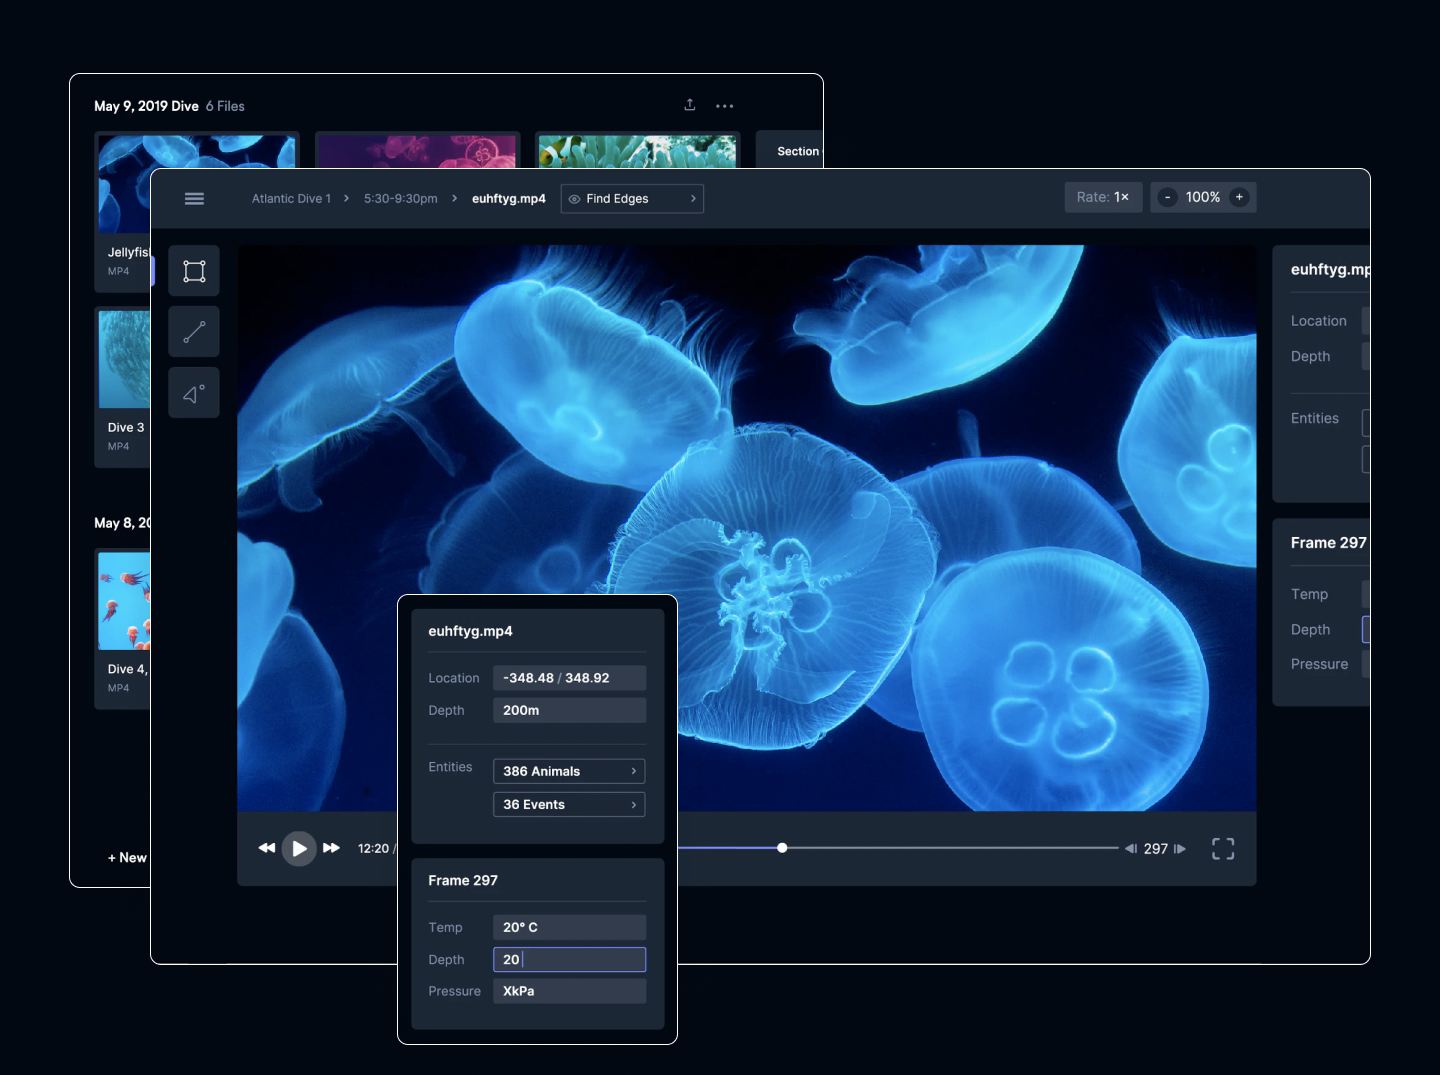 May 9, 2019 Dive 6 Files
Section
Jellyfis
MP4
Dive 3
MP4
May 8, 20
Dive 4,
MP4
+ New
Atlantic Dive 1 > 5:30-9:30pm > euhftyg.mp4 Find Edges >
Rate: 1× - 100% +
euhftyg.mp
Location
Depth
Entities
Frame 297
Temp
Depth
Pressure
12:20 /
297
euhftyg.mp4
Location -348.48 / 348.92
Depth 200m
Entities 386 Animals >
36 Events >
Frame 297
Temp 20° C
Depth 20
Pressure XkPa